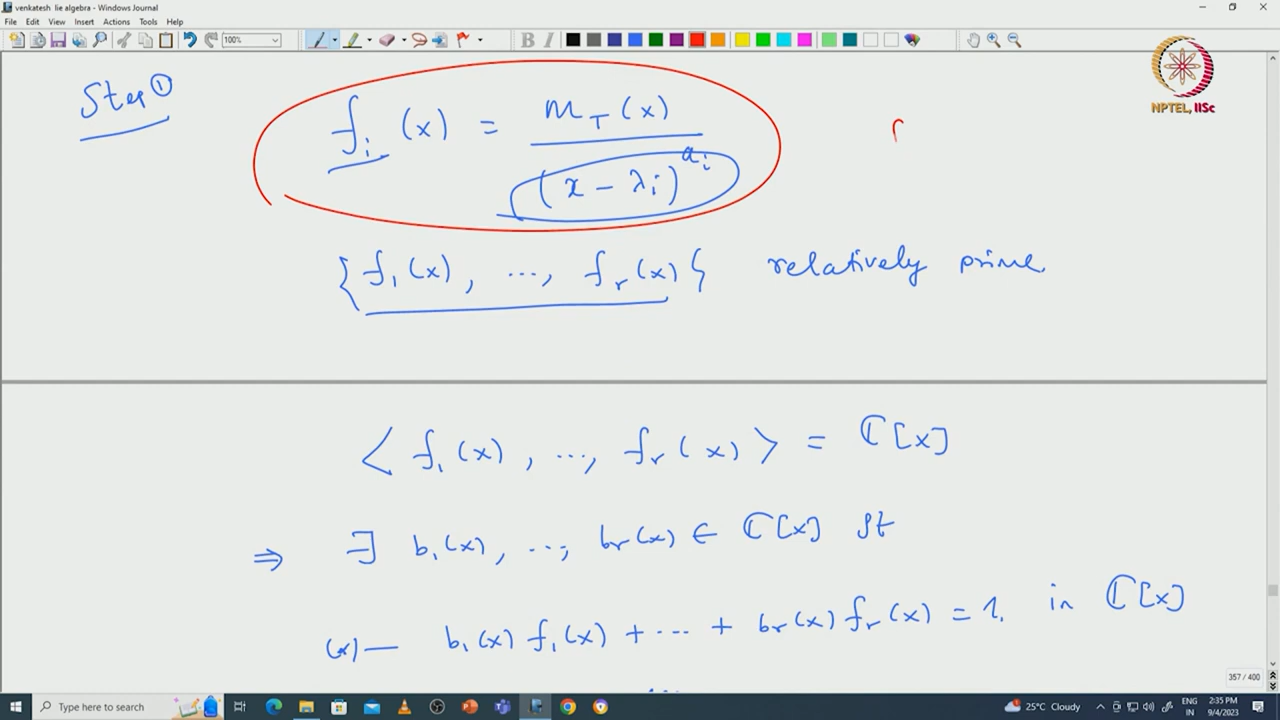 venkatesh lie algebra - Windows Journal
File Edit View Insert Actions Tools Help
100%
B I
NPTEL, IISc
Step ①
f_i (x) = m_T (x) / (x - λ_i)^{a_i}
{ f_1 (x) , ..., f_r (x) } relatively prime
< f_1 (x) , ..., f_r (x) > = ℂ[x]
⇒ ∃ b_1 (x) , ..., b_r (x) ∈ ℂ[x] st
(*) — b_1 (x) f_1 (x) + ... + b_r (x) f_r (x) = 1. in ℂ[x]
357 / 400
Type here to search
25°C Cloudy
ENG
IN
2:35 PM
9/4/2023